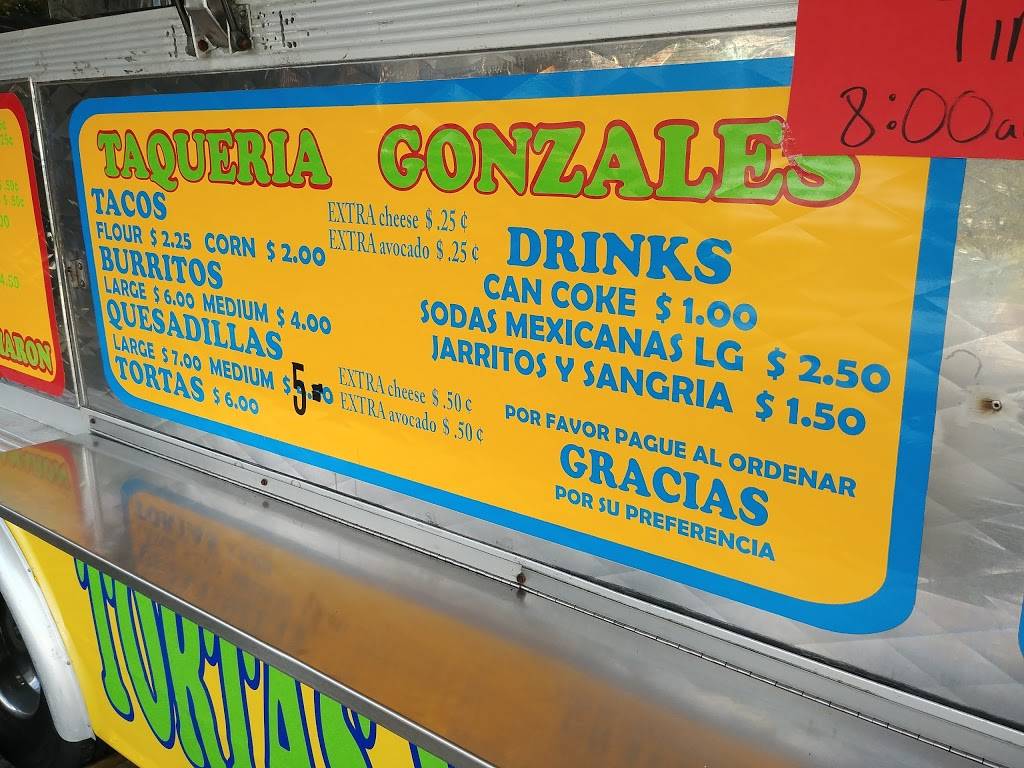 TAQUERIA GONZALES
TACOS
FLOUR $ 2.25 CORN $ 2.00
EXTRA cheese $ .25 ¢
EXTRA avocado $ .25 ¢
BURRITOS
LARGE $ 6.00 MEDIUM $ 4.00
QUESADILLAS
LARGE $ 7.00 MEDIUM $ 5
TORTAS $ 6.00
EXTRA cheese $ .50 ¢
EXTRA avocado $ .50 ¢
DRINKS
CAN COKE $ 1.00
SODAS MEXICANAS LG $ 2.50
JARRITOS Y SANGRIA $ 1.50
POR FAVOR PAGUE AL ORDENAR
GRACIAS
POR SU PREFERENCIA
8:00a
TORTAS